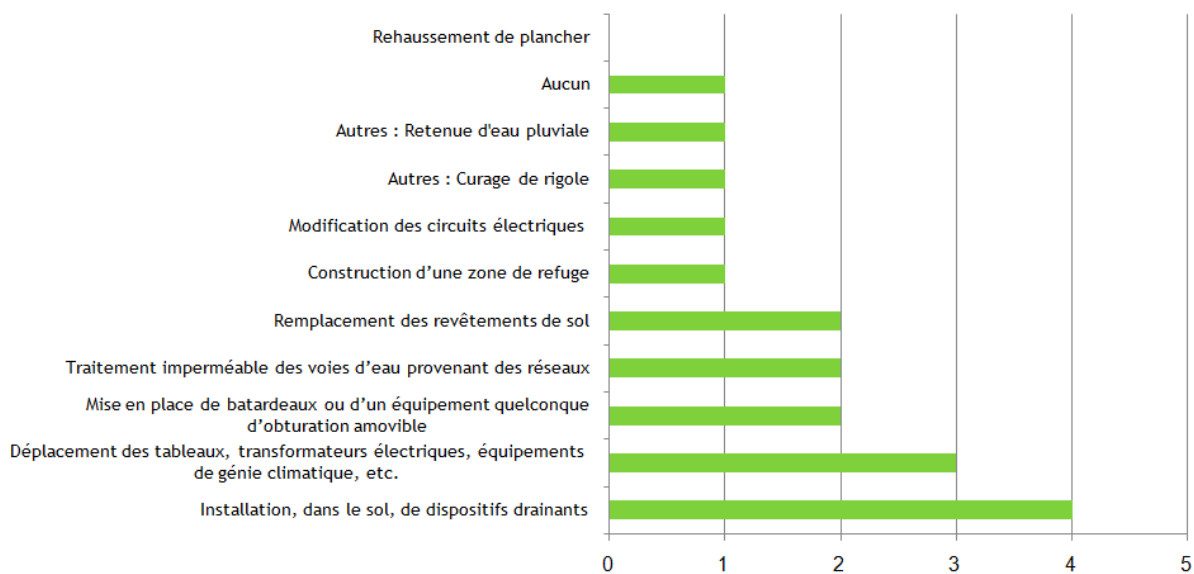 Rehaussement de plancher
Aucun
Autres : Retenue d'eau pluviale
Autres : Curage de rigole
Modification des circuits électriques
Construction d’une zone de refuge
Remplacement des revêtements de sol
Traitement imperméable des voies d’eau provenant des réseaux
Mise en place de batardeaux ou d’un équipement quelconque
d’obturation amovible
Déplacement des tableaux, transformateurs électriques, équipements
de génie climatique, etc.
Installation, dans le sol, de dispositifs drainants
0 1 2 3 4 5